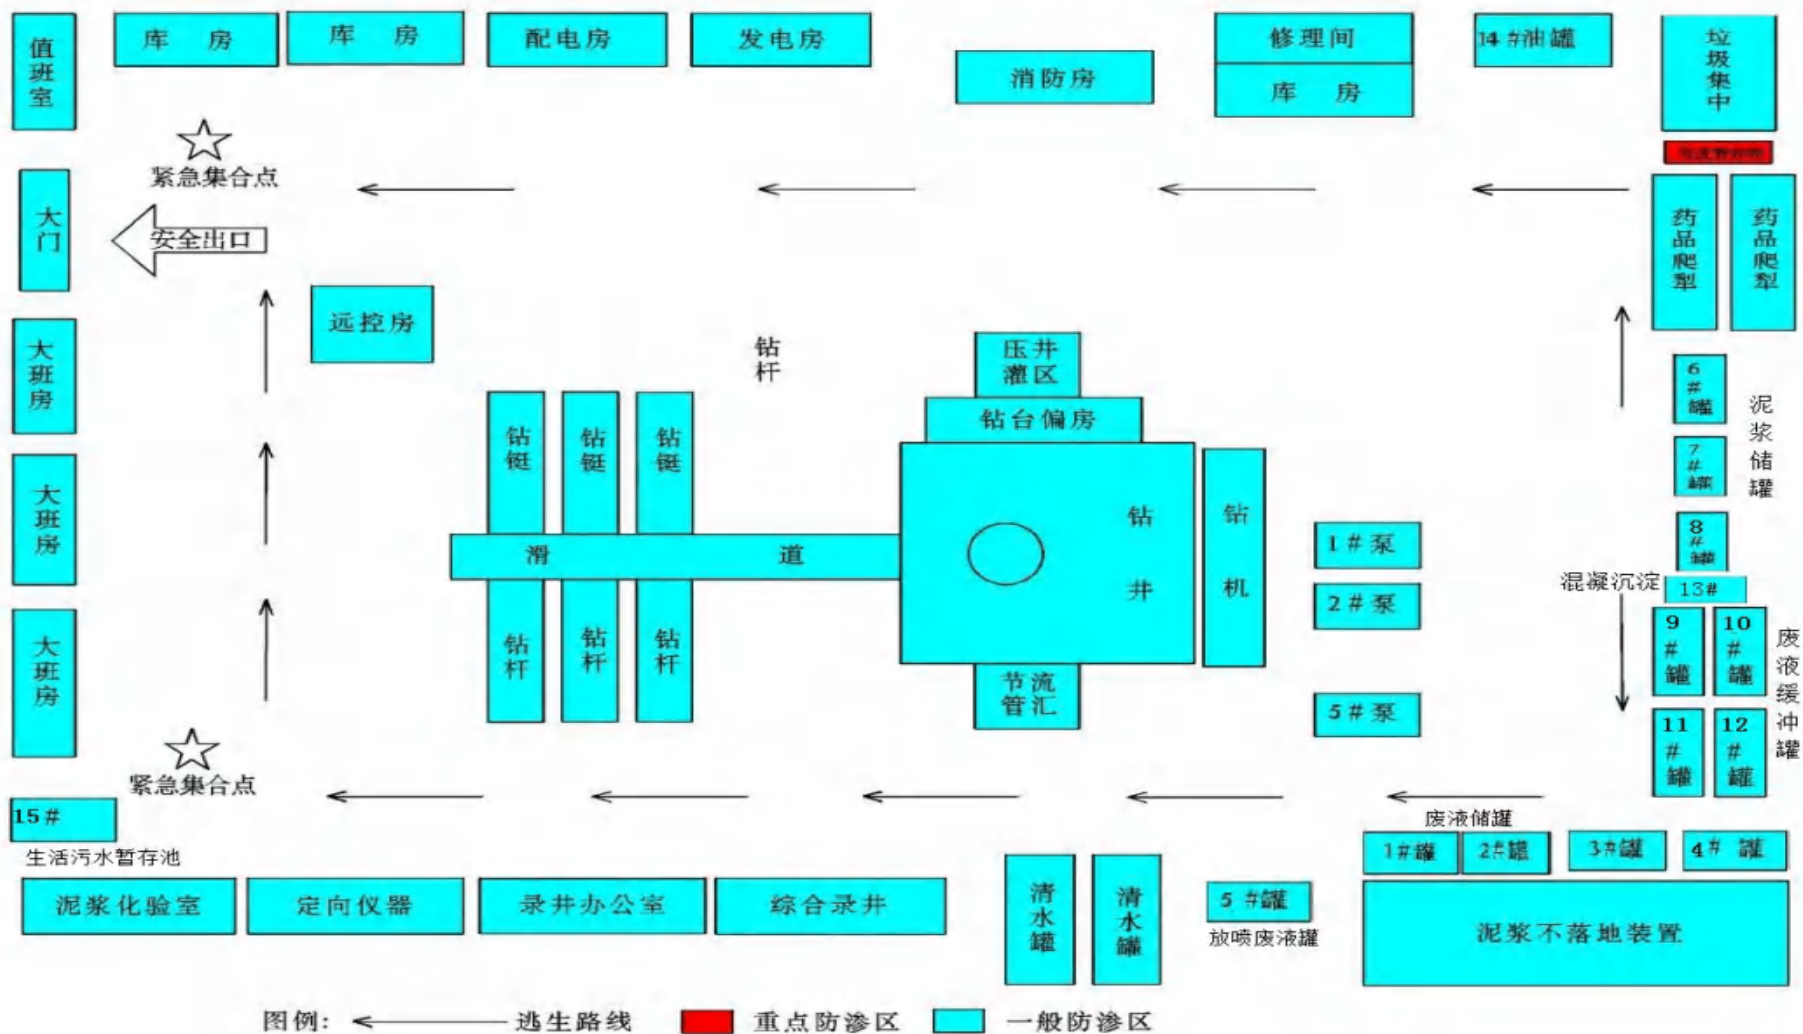 值班室
库 房
库 房
配电房
发电房
消防房
修理间
库 房
14 #油罐
垃圾集中
紧急集合点
大门
安全出口
药品爬犁
药品爬犁
远控房
大班房
钻杆
压井
灌区
钻台偏房
6#罐
泥浆储罐
7#罐
8#罐
钻铤
钻铤
钻铤
大班房
滑 道
钻井
钻机
1#泵
2#泵
5#泵
混凝沉淀
13#
9#罐
10#罐
废液缓冲罐
11#罐
12#罐
大班房
钻杆
钻杆
钻杆
节流
管汇
紧急集合点
15#
生活污水暂存池
废液储罐
1#罐
2#罐
3#罐
4# 罐
泥浆化验室
定向仪器
录井办公室
综合录井
清水罐
清水罐
5 #罐
放喷废液罐
泥浆不落地装置
图例: 逃生路线 重点防渗区 一般防渗区